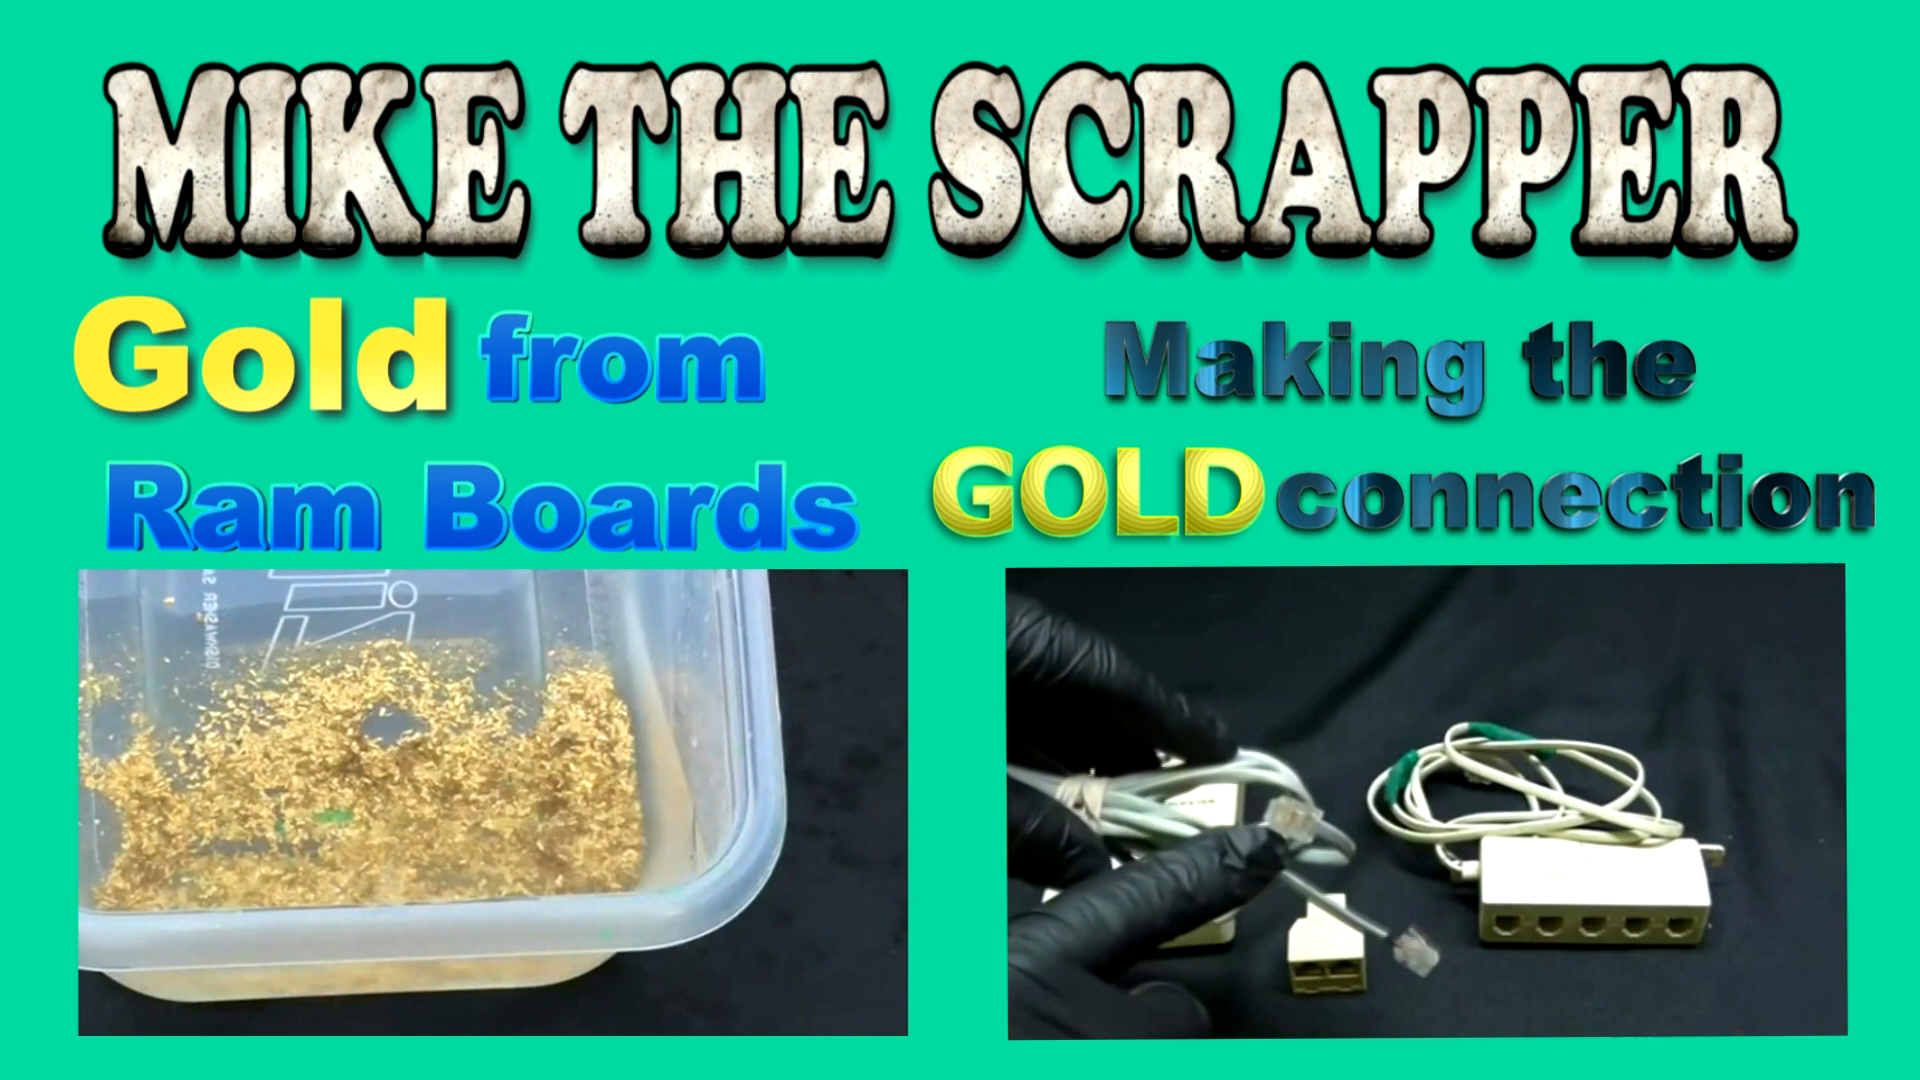 MIKE THE SCRAPPER
Gold from
Ram Boards
Making the
GOLD connection